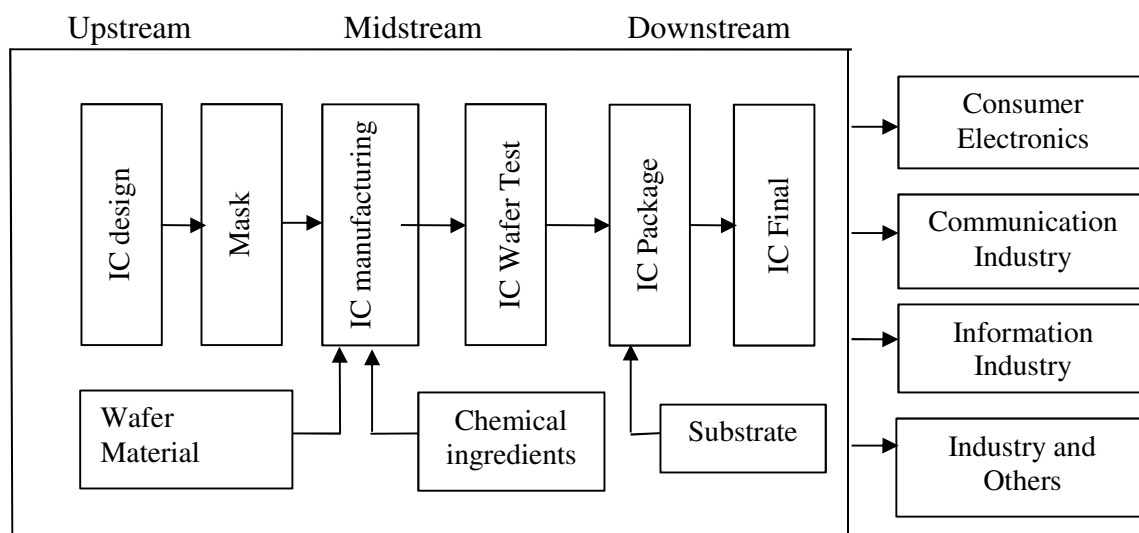 Upstream
Midstream
Downstream
IC design
Mask
IC manufacturing
IC Wafer Test
IC Package
IC Final
Wafer
Material
Chemical
ingredients
Substrate
Consumer
Electronics
Communication
Industry
Information
Industry
Industry and
Others